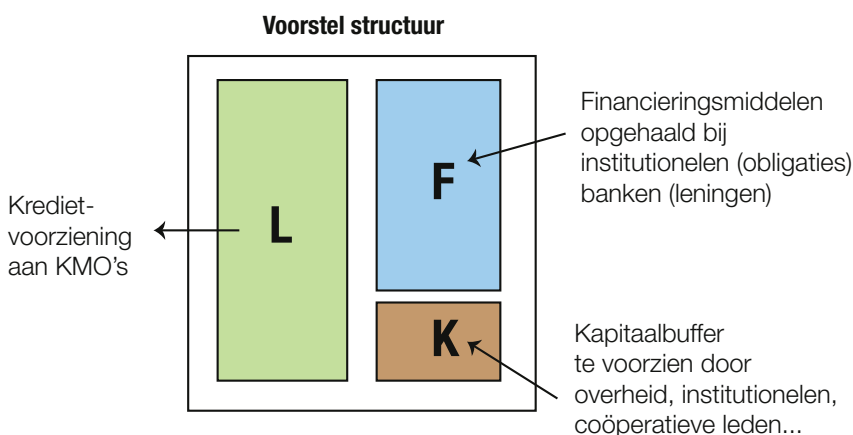 Voorstel structuur
Krediet-
voorziening
aan KMO's
L
F
K
Financieringsmiddelen
opgehaald bij
institutionelen (obligaties)
banken (leningen)
Kapitaalbuffer
te voorzien door
overheid, institutionelen,
coöperatieve leden...